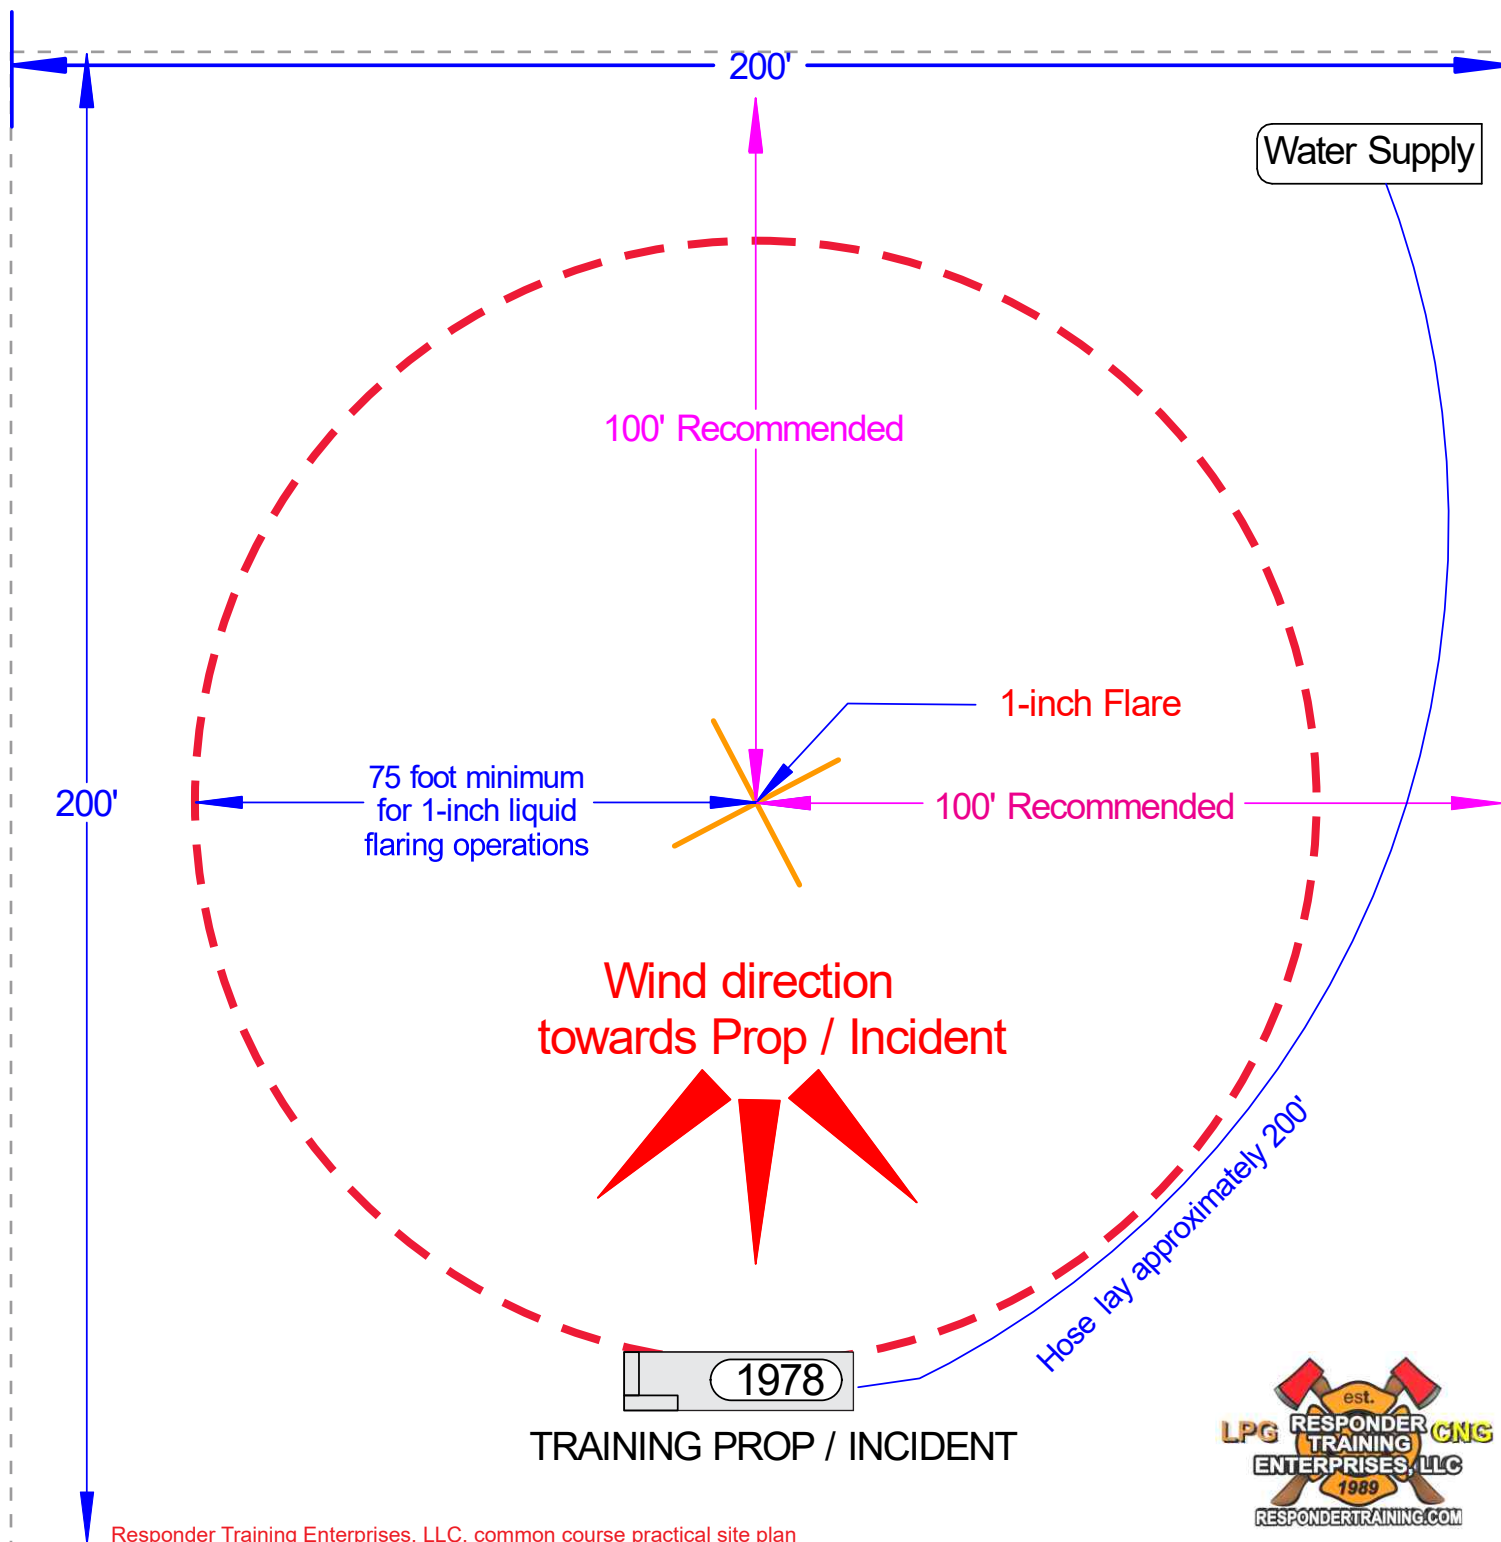 200'
Water Supply
100' Recommended
1-inch Flare
75 foot minimum
for 1-inch liquid
flaring operations
200'
100' Recommended
Wind direction
towards Prop / Incident
Hose lay approximately 200'
1978
TRAINING PROP / INCIDENT
est.
LPG RESPONDER CNG
TRAINING
ENTERPRISES, LLC
1989
RESPONDERTRAINING.COM
Responder Training Enterprises, LLC. common course practical site plan